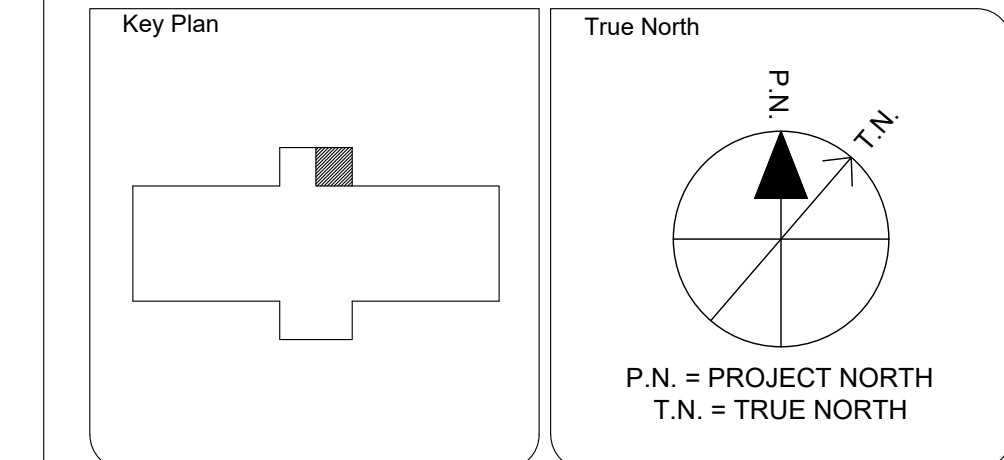 Key Plan
True North
P.N.
T.N.
P.N. = PROJECT NORTH
T.N. = TRUE NORTH